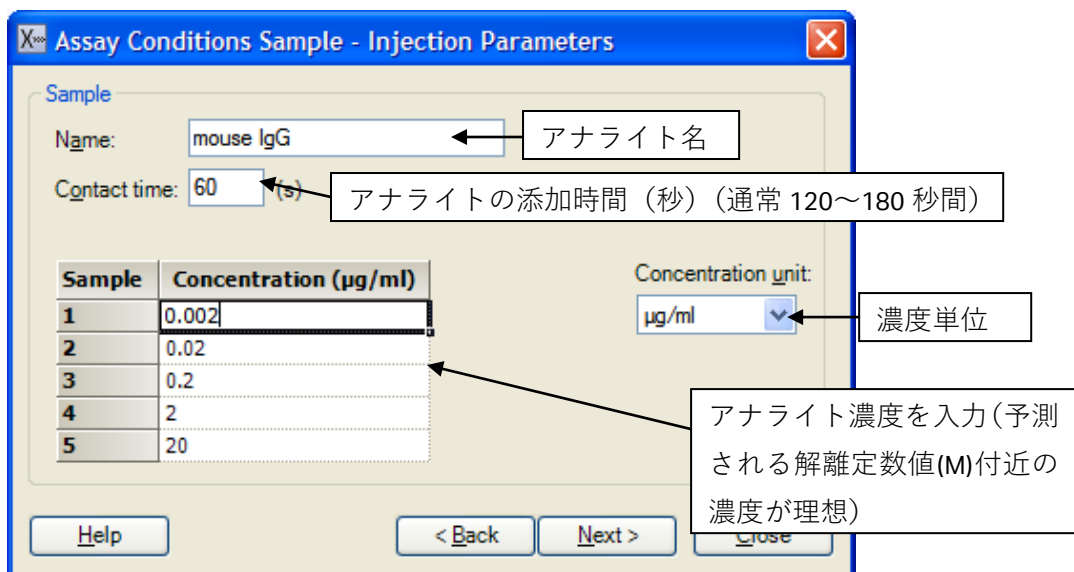 X Assay Conditions Sample - Injection Parameters
Sample
Name: mouse IgG
アナライト名
Contact time: 60 (s)
アナライトの添加時間（秒）(通常 120～180 秒間）
Sample Concentration (µg/ml)
1 0.002
2 0.02
3 0.2
4 2
5 20
Concentration unit:
µg/ml
濃度単位
アナライト濃度を入力（予測
される解離定数値(M)付近の
濃度が理想）
Help < Back Next > Close